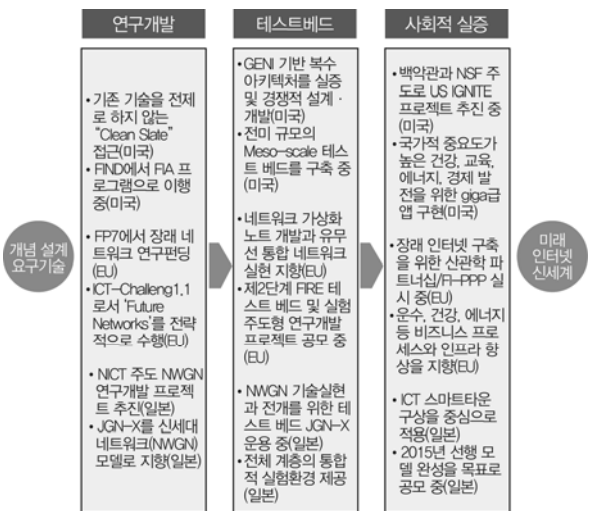 개념 설계
요구기술
연구개발
• 기존 기술을 전제
로 하지 않는
“Clean Slate”
접근(미국)
• FIND에서 FIA 프
로그램으로 이행
중(미국)
• FP7에서 장래 네
트워크 연구펀딩
(EU)
• ICT-Challeng1.1
로서 ‘Future
Networks’를 전략
적으로 수행(EU)
• NICT 주도 NWGN
연구개발 프로젝
트 추진(일본)
• JGN-X를 신세대
네트워크(NWGN)
모델로 지향(일본)
테스트베드
• GENI 기반 복수
아키텍처를 실증
및 경쟁적 설계 ·
개발(미국)
• 전미 규모의
Meso-scale 테스
트 베드를 구축 중
(미국)
• 네트워크 가상화
노트 개발과 유무
선 통합 네트워크
실현 지향(EU)
• 제2단계 FIRE 테
스트 베드 및 실험
주도형 연구개발
프로젝트 공모 중
(EU)
• NWGN 기술실현
과 전개를 위한 테
스트 베드 JGN-X
운용 중(일본)
• 전체 계층의 통합
적 실험환경 제공
(일본)
사회적 실증
• 백악관과 NSF 주
도로 US IGNITE
프로젝트 추진 중
(미국)
• 국가적 중요도가
높은 건강, 교육,
에너지, 경제 발
전을 위한 giga급
앱 구현(미국)
• 장래 인터넷 구축
을 위한 산관학 파
트너십/FI-PPP 실
시 중(EU)
• 운수, 건강, 에너지
등 비즈니스 프로
세스와 인프라 향
상을 지향(EU)
• ICT 스마트타운
구상을 중심으로
적용(일본)
• 2015년 선행 모
델 완성을 목표로
공모 중(일본)
미래
인터넷
신세계